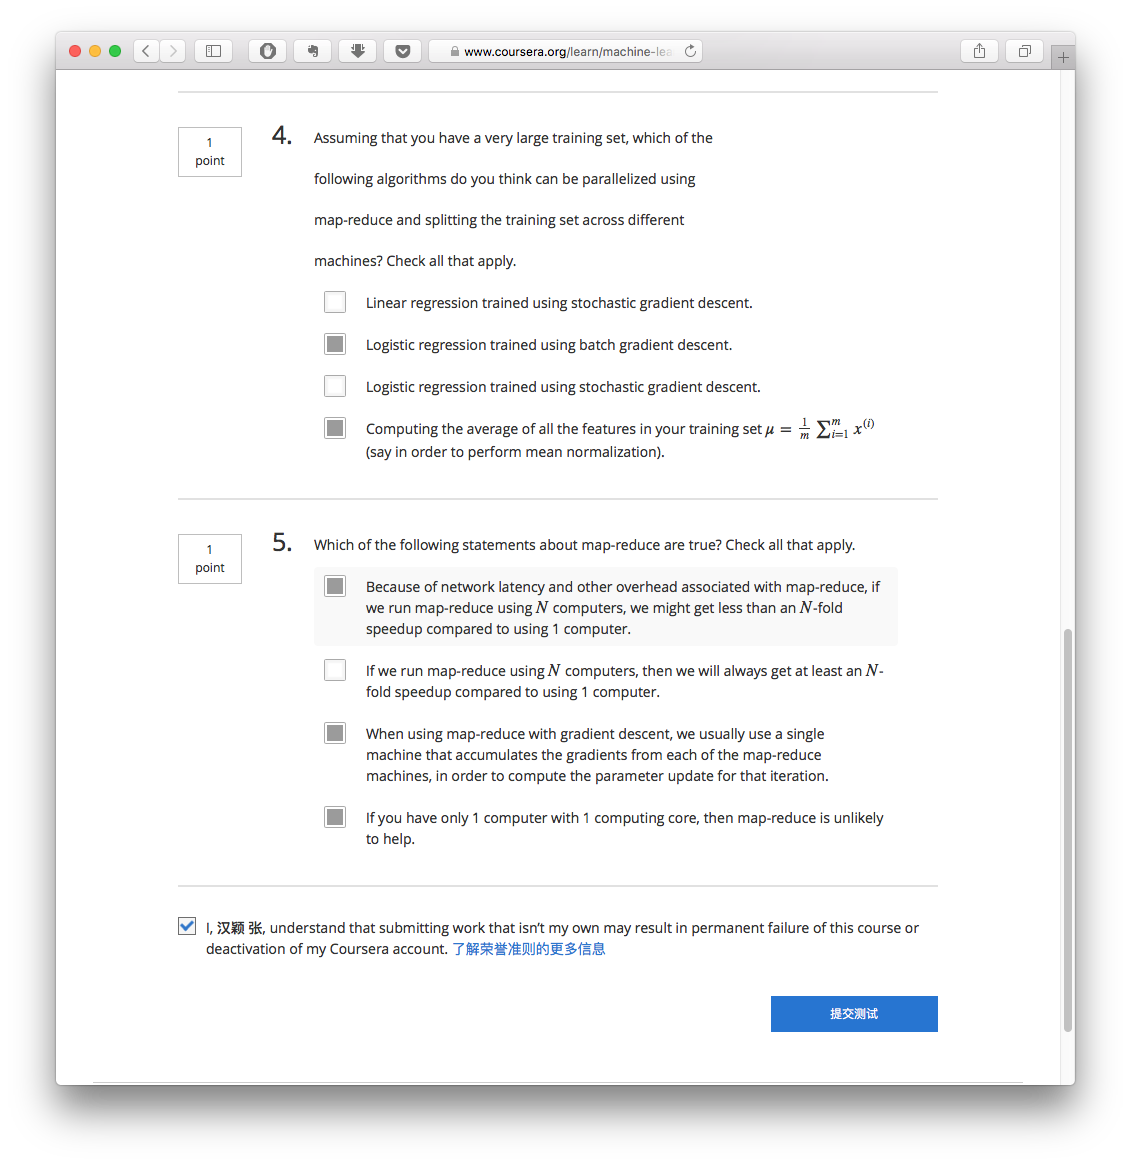 www.coursera.org/learn/machine-lea
1
point
4.
Assuming that you have a very large training set, which of the
following algorithms do you think can be parallelized using
map-reduce and splitting the training set across different
machines? Check all that apply.
Linear regression trained using stochastic gradient descent.
Logistic regression trained using batch gradient descent.
Logistic regression trained using stochastic gradient descent.
Computing the average of all the features in your training set μ = 1/m ∑_{i=1}^{m} x^{(i)}
(say in order to perform mean normalization).
1
point
5.
Which of the following statements about map-reduce are true? Check all that apply.
Because of network latency and other overhead associated with map-reduce, if
we run map-reduce using N computers, we might get less than an N-fold
speedup compared to using 1 computer.
If we run map-reduce using N computers, then we will always get at least an N-
fold speedup compared to using 1 computer.
When using map-reduce with gradient descent, we usually use a single
machine that accumulates the gradients from each of the map-reduce
machines, in order to compute the parameter update for that iteration.
If you have only 1 computer with 1 computing core, then map-reduce is unlikely
to help.
I, 汉颖 张, understand that submitting work that isn't my own may result in permanent failure of this course or
deactivation of my Coursera account. 了解荣誉准则的更多信息
提交测试